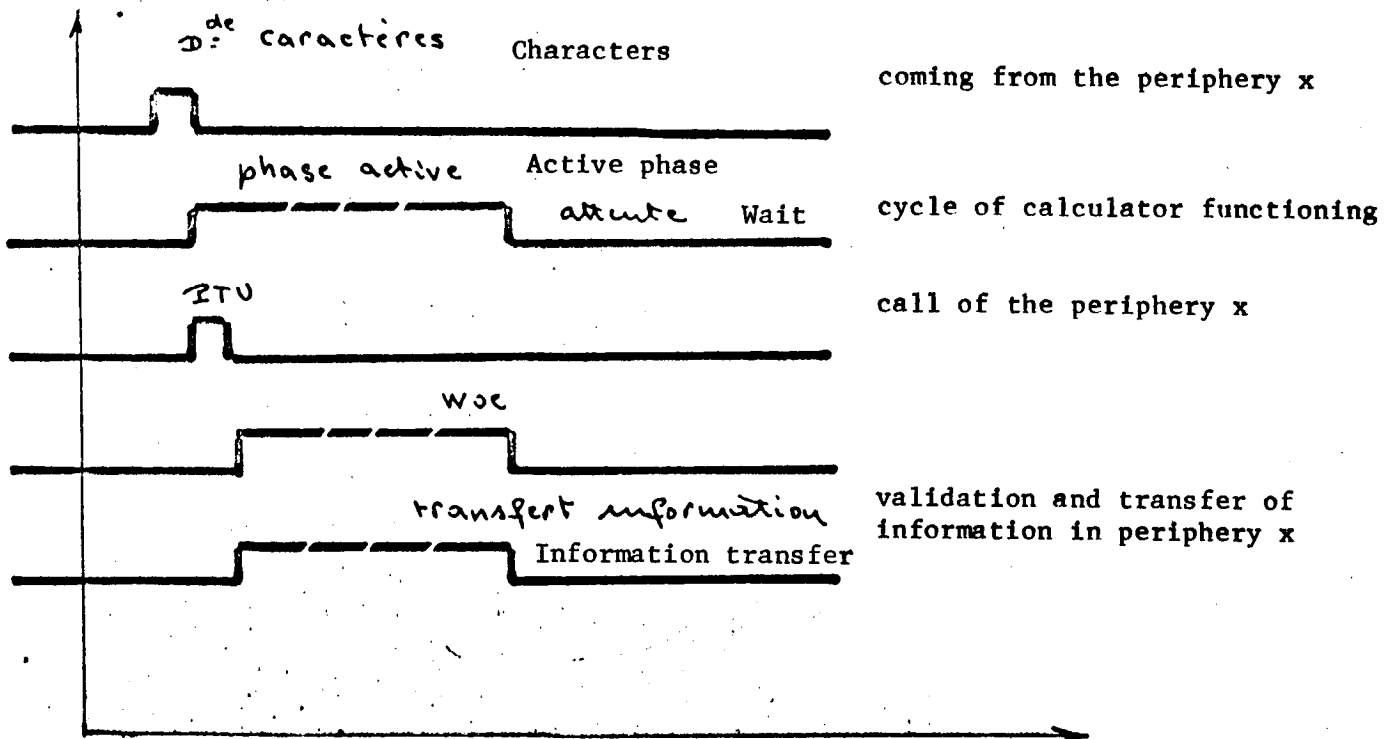 D:de caractères Characters
coming from the periphery x
phase active Active phase
attente Wait
cycle of calculator functioning
ITU
call of the periphery x
woc
transfert information
validation and transfer of
information in periphery x
Information transfer